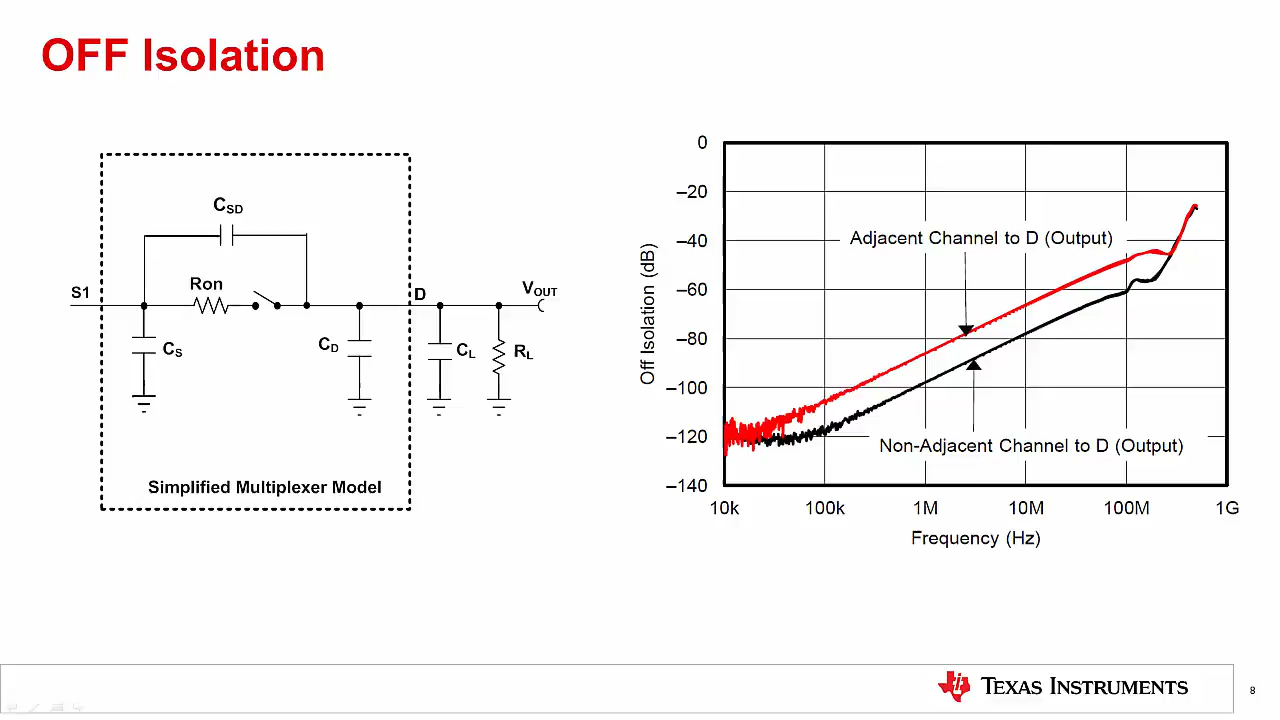 OFF Isolation
C_SD
S1
Ron
D
V_OUT
C_S
C_D
C_L
R_L
Simplified Multiplexer Model
0
–20
–40
–60
–80
–100
–120
–140
Off Isolation (dB)
Adjacent Channel to D (Output)
Non-Adjacent Channel to D (Output)
10k 100k 1M 10M 100M 1G
Frequency (Hz)
TEXAS INSTRUMENTS
8